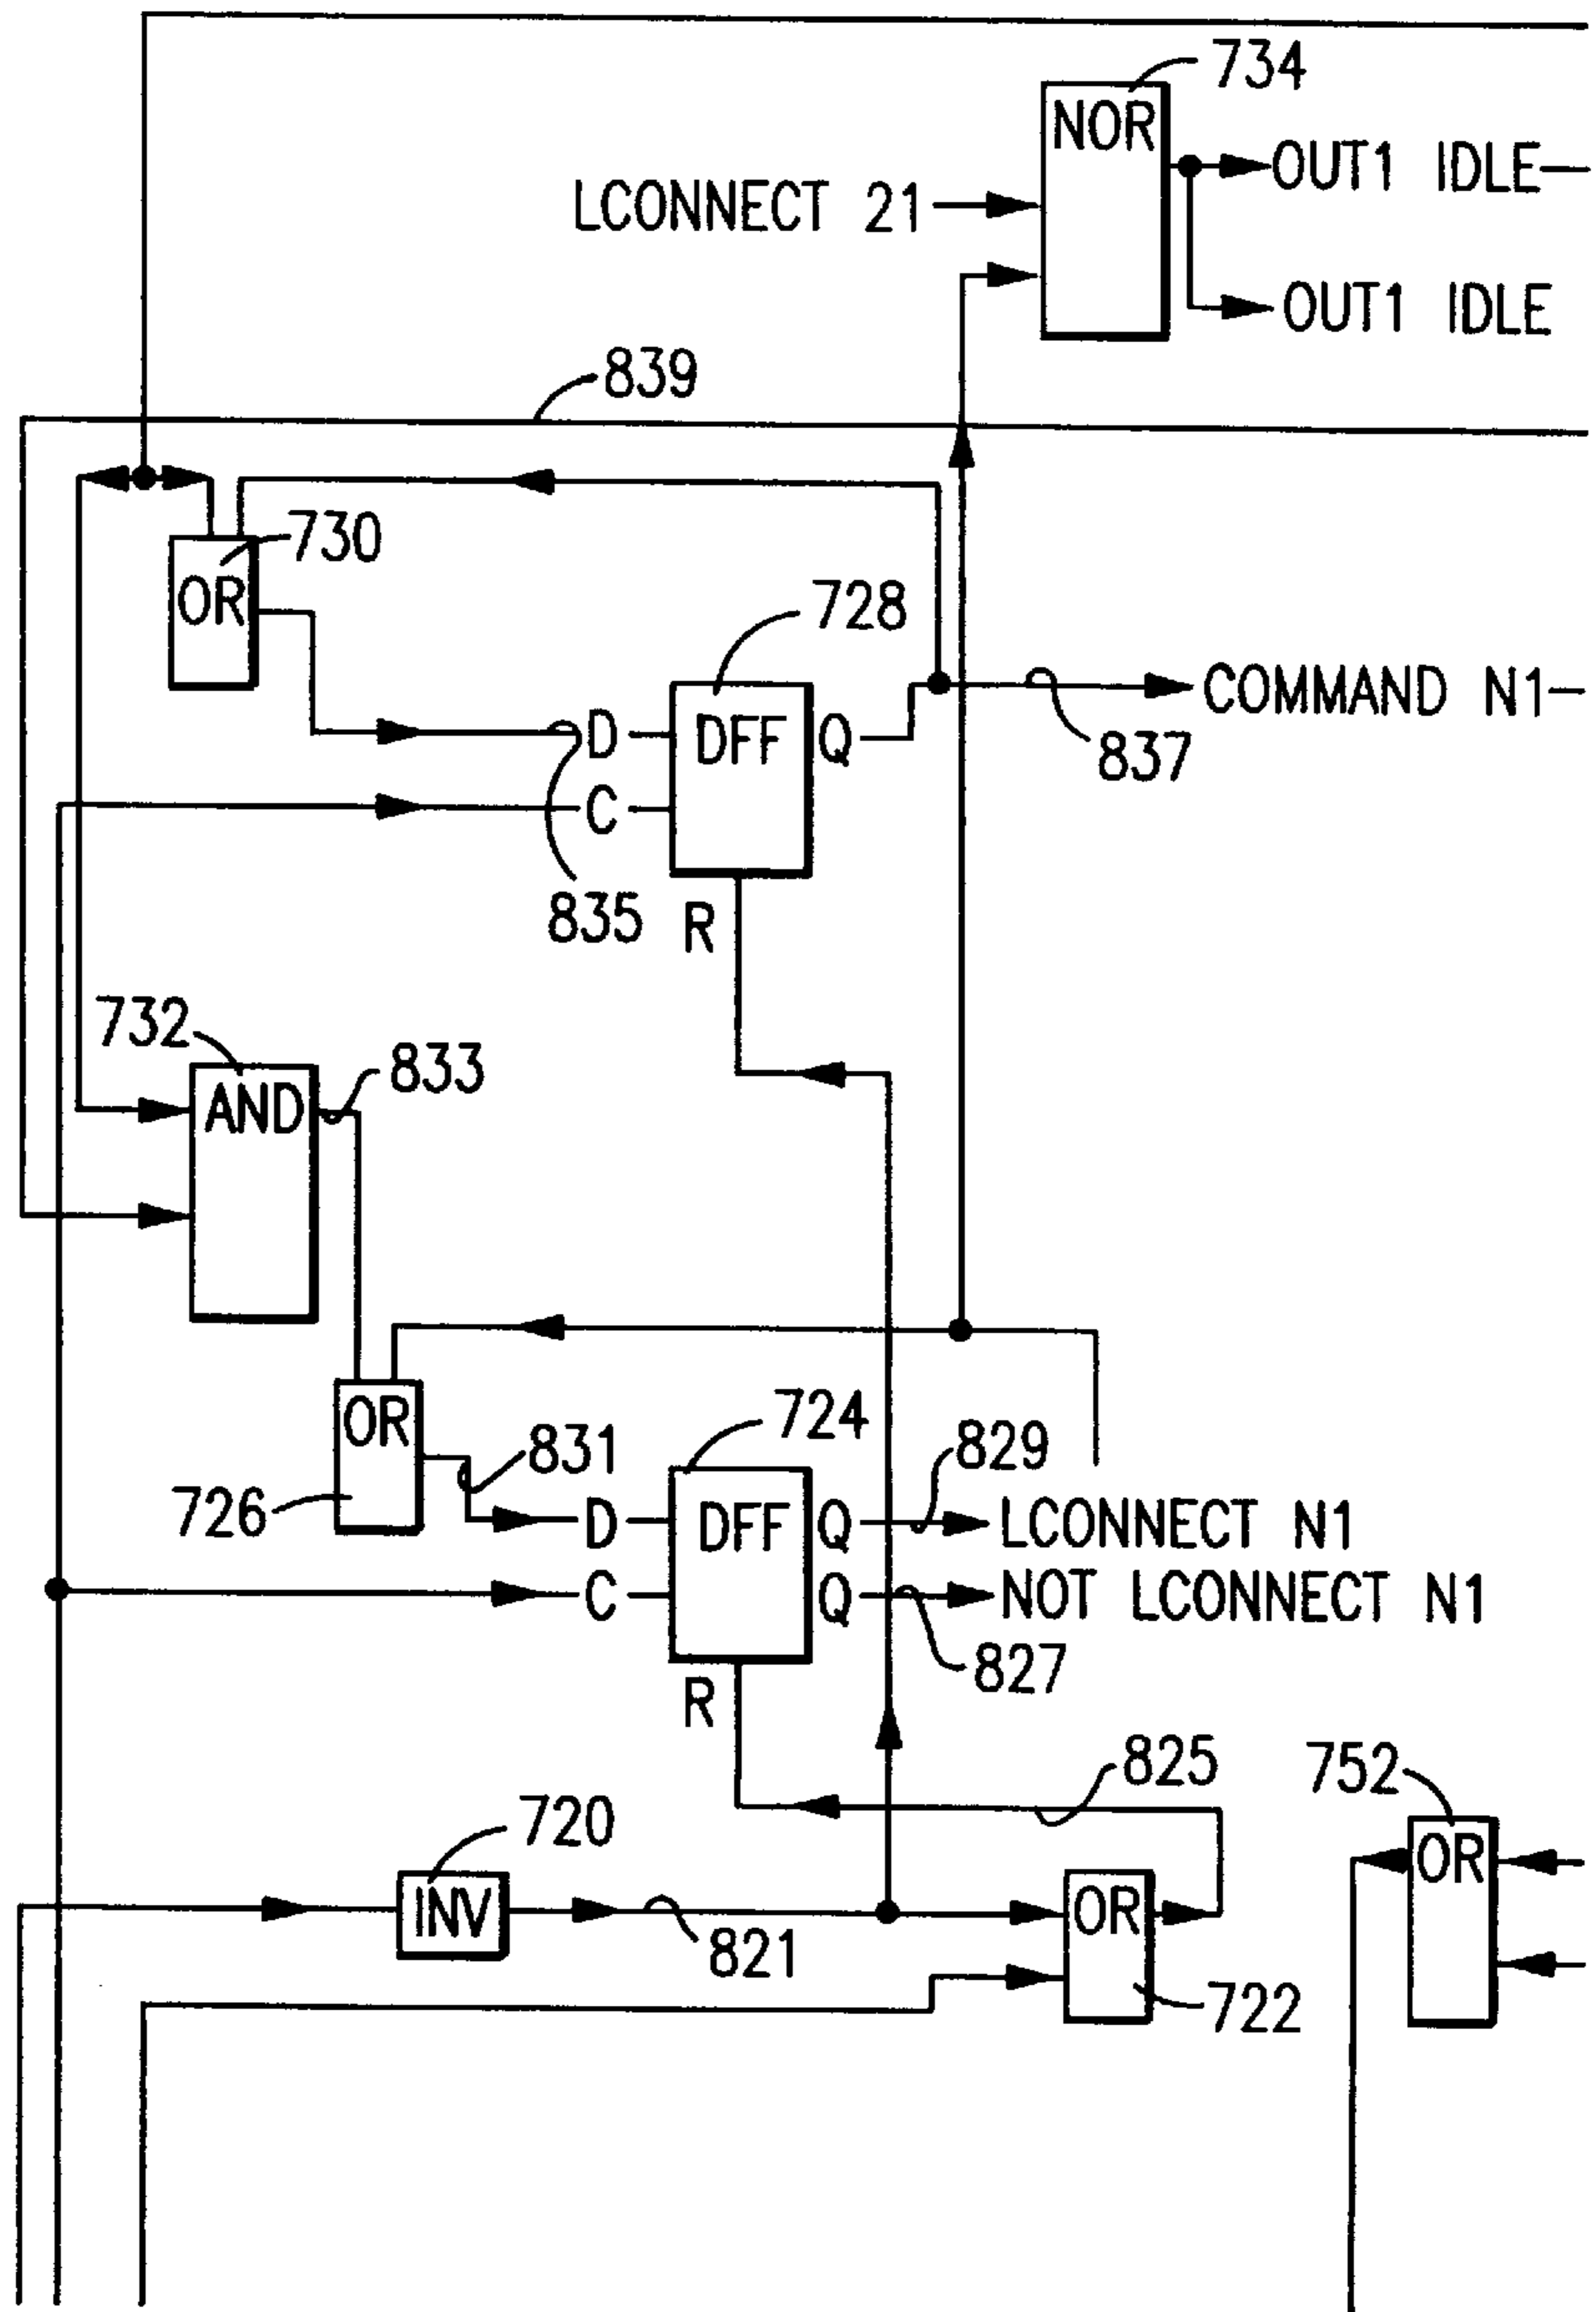 734
NOR
OUT1 IDLE
LCONNECT 21
OUT1 IDLE
839
730
OR
728
COMMAND N1
D
DFF
Q
837
C
835
R
732
833
AND
724
OR
831
829
726
D
DFF
Q
LCONNECT N1
C
Q
NOT LCONNECT N1
827
R
825
752
720
OR
INV
OR
821
722